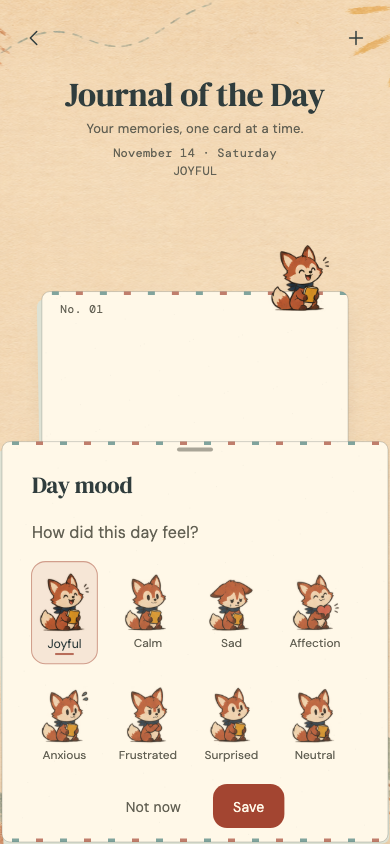 Journal of the Day
Your memories, one card at a time.
November 14 · Saturday
JOYFUL
No. 01
Day mood
How did this day feel?
Joyful
Calm
Sad
Affection
Anxious
Frustrated
Surprised
Neutral
Not now
Save